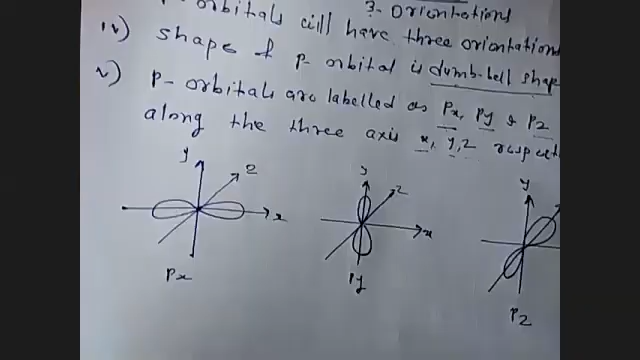 3- Orientations
orbitals will have three orientations
iv) shape of p- orbital is dumb-bell shape
v) p- orbitals are labelled as Px, Py & Pz
along the three axis x, y, z respect
y
z
x
Px
y
z
x
Py
y
Pz